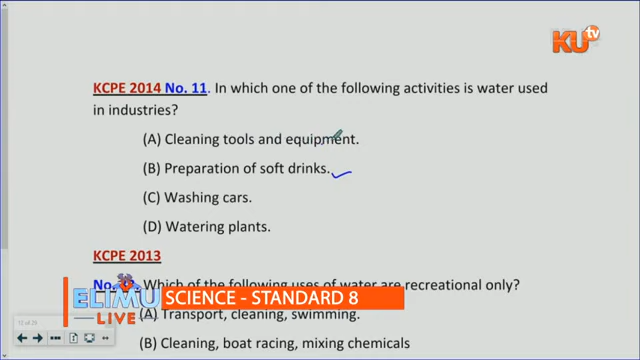 KU tv
KCPE 2014 No. 11. In which one of the following activities is water used
in industries?
(A) Cleaning tools and equipment.
(B) Preparation of soft drinks.
(C) Washing cars.
(D) Watering plants.
KCPE 2013
No. Which of the following uses of water are recreational only?
ELIMU LIVE
SCIENCE - STANDARD 8
(A) Transport, cleaning, swimming.
(B) Cleaning, boat racing, mixing chemicals